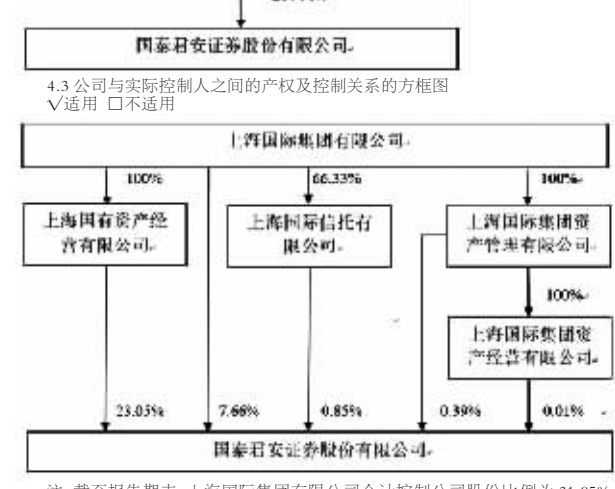 国泰君安证券股份有限公司
4.3 公司与实际控制人之间的产权及控制关系的方框图
√适用 □不适用
上海国际集团有限公司
100%
66.33%
100%
上海国有资产经
营有限公司
上海国际信托有
限公司
上海国际集团资
产管理有限公司
100%
上海国际集团资
产经营有限公司
23.05%
7.66%
0.85%
0.39%
0.01%
国泰君安证券股份有限公司